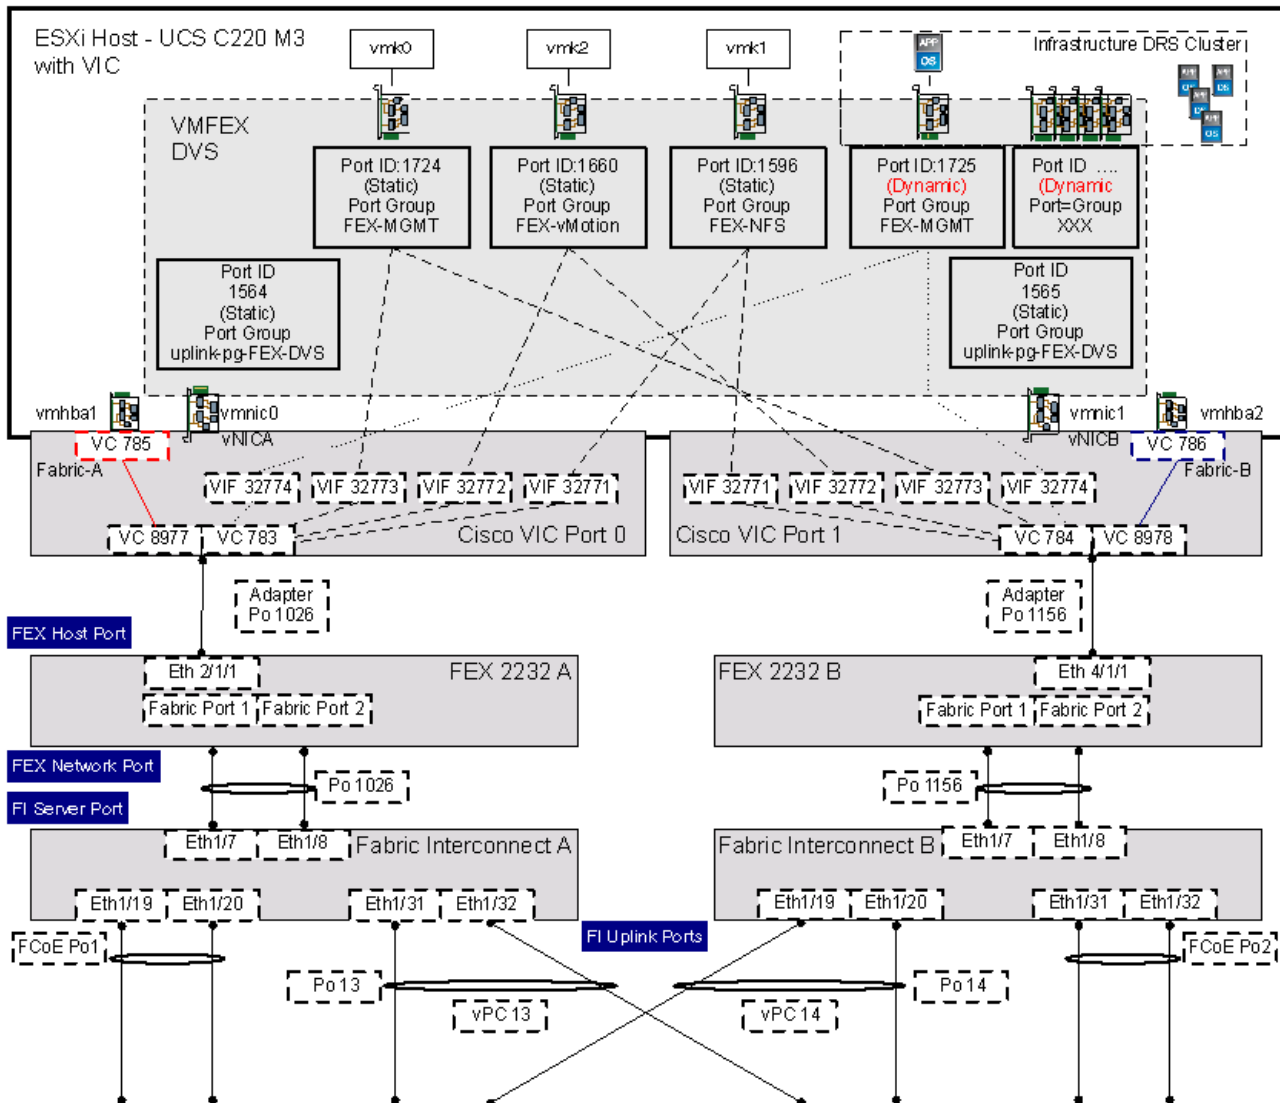 ESXi Host - UCS C220 M3
with VIC
vmk0
vmk2
vmk1
APP
OS
Infrastructure DRS Cluster
APP
OS
APP
OS
APP
APP
OS
VMFEX
DVS
Port ID:1724
(Static)
Port Group
FEX-MGMT
Port ID:1660
(Static)
Port Group
FEX-vMotion
Port ID:1596
(Static)
Port Group
FEX-NFS
Port ID:1725
(Dynamic)
Port Group
FEX-MGMT
Port ID ....
(Dynamic
Port=Group
XXX
Port ID
1564
(Static)
Port Group
uplink-pg-FEX-DVS
Port ID
1565
(Static)
Port Group
uplink-pg-FEX-DVS
vmhba1
vmnic0
vNICA
vmnic1
vNICB
vmhba2
VC 785
Fabric-A
VIF 32774
VIF 32773
VIF 32772
VIF 32771
VC 8977
VC 783
Cisco VIC Port 0
VC 786
Fabric-B
VIF 32771
VIF 32772
VIF 32773
VIF 32774
Cisco VIC Port 1
VC 784
VC 8978
Adapter
Po 1026
Adapter
Po 1156
FEX Host Port
Eth 2/1/1
FEX 2232 A
Fabric Port 1
Fabric Port 2
FEX 2232 B
Eth 4/1/1
Fabric Port 1
Fabric Port 2
FEX Network Port
Po 1026
Po 1156
FI Server Port
Eth1/7
Eth1/8
Fabric Interconnect A
Fabric Interconnect B
Eth1/7
Eth1/8
Eth1/19
Eth1/20
Eth1/31
Eth1/32
Eth1/19
Eth1/20
Eth1/31
Eth1/32
FI Uplink Ports
FCoE Po1
FCoE Po2
Po 13
vPC 13
vPC 14
Po 14